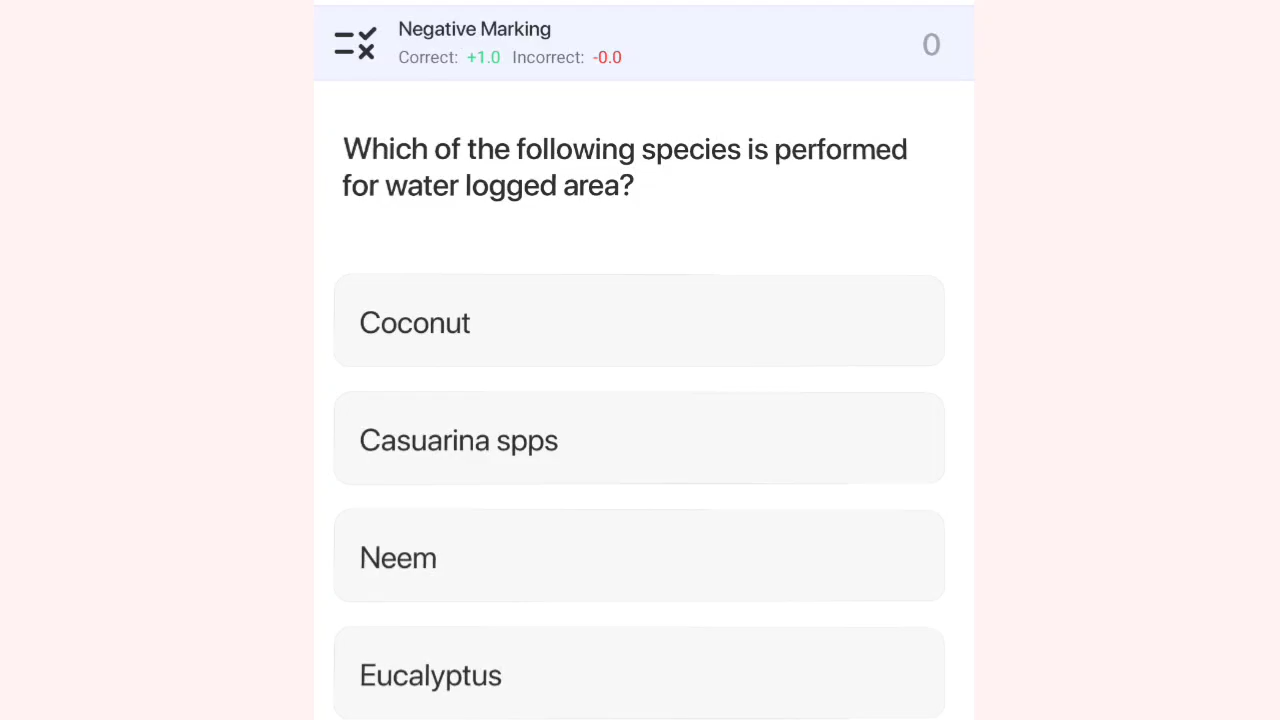 Negative Marking
Correct: +1.0 Incorrect: -0.0
0
Which of the following species is performed
for water logged area?
Coconut
Casuarina spps
Neem
Eucalyptus